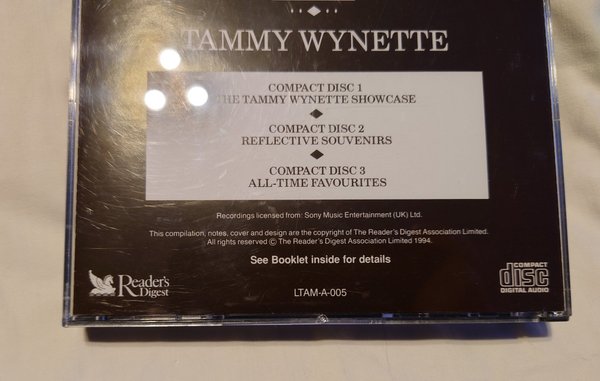 TAMMY WYNETTE
COMPACT DISC 1
THE TAMMY WYNETTE SHOWCASE
COMPACT DISC 2
REFLECTIVE SOUVENIRS
COMPACT DISC 3
ALL-TIME FAVOURITES
Recordings licensed from: Sony Music Entertainment (UK) Ltd.
This compilation, notes, cover and design are the copyright of The Reader's Digest Association Limited.
All rights reserved © The Reader's Digest Association Limited 1994.
See Booklet inside for details
Reader's
Digest
LTAM-A-005
COMPACT
disc
DIGITAL AUDIO